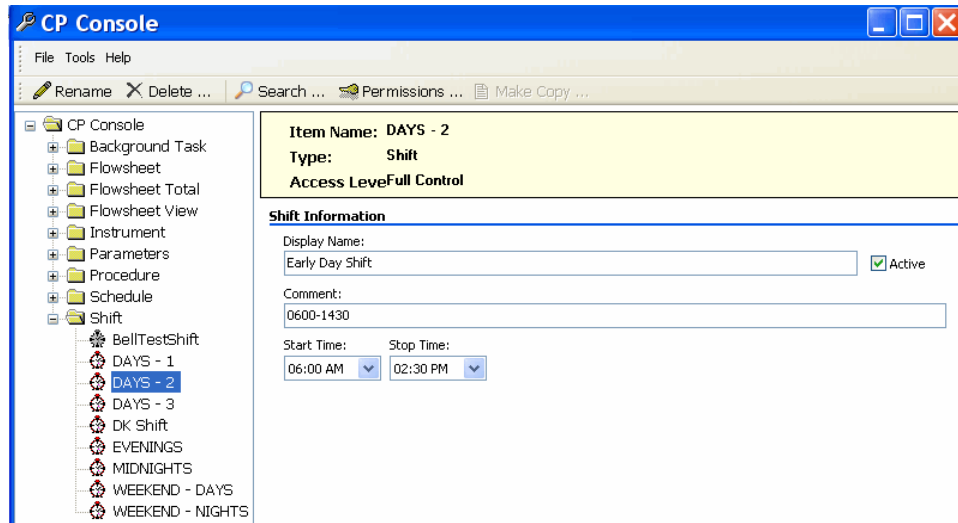 CP Console
File Tools Help
Rename Delete ... Search ... Permissions ... Make Copy ...
CP Console
Background Task
Flowsheet
Flowsheet Total
Flowsheet View
Instrument
Parameters
Procedure
Schedule
Shift
BellTestShift
DAYS - 1
DAYS - 2
DAYS - 3
DK Shift
EVENINGS
MIDNIGHTS
WEEKEND - DAYS
WEEKEND - NIGHTS
Item Name: DAYS - 2
Type: Shift
Access Leve Full Control
Shift Information
Display Name:
Early Day Shift
Active
Comment:
0600-1430
Start Time: Stop Time:
06:00 AM 02:30 PM